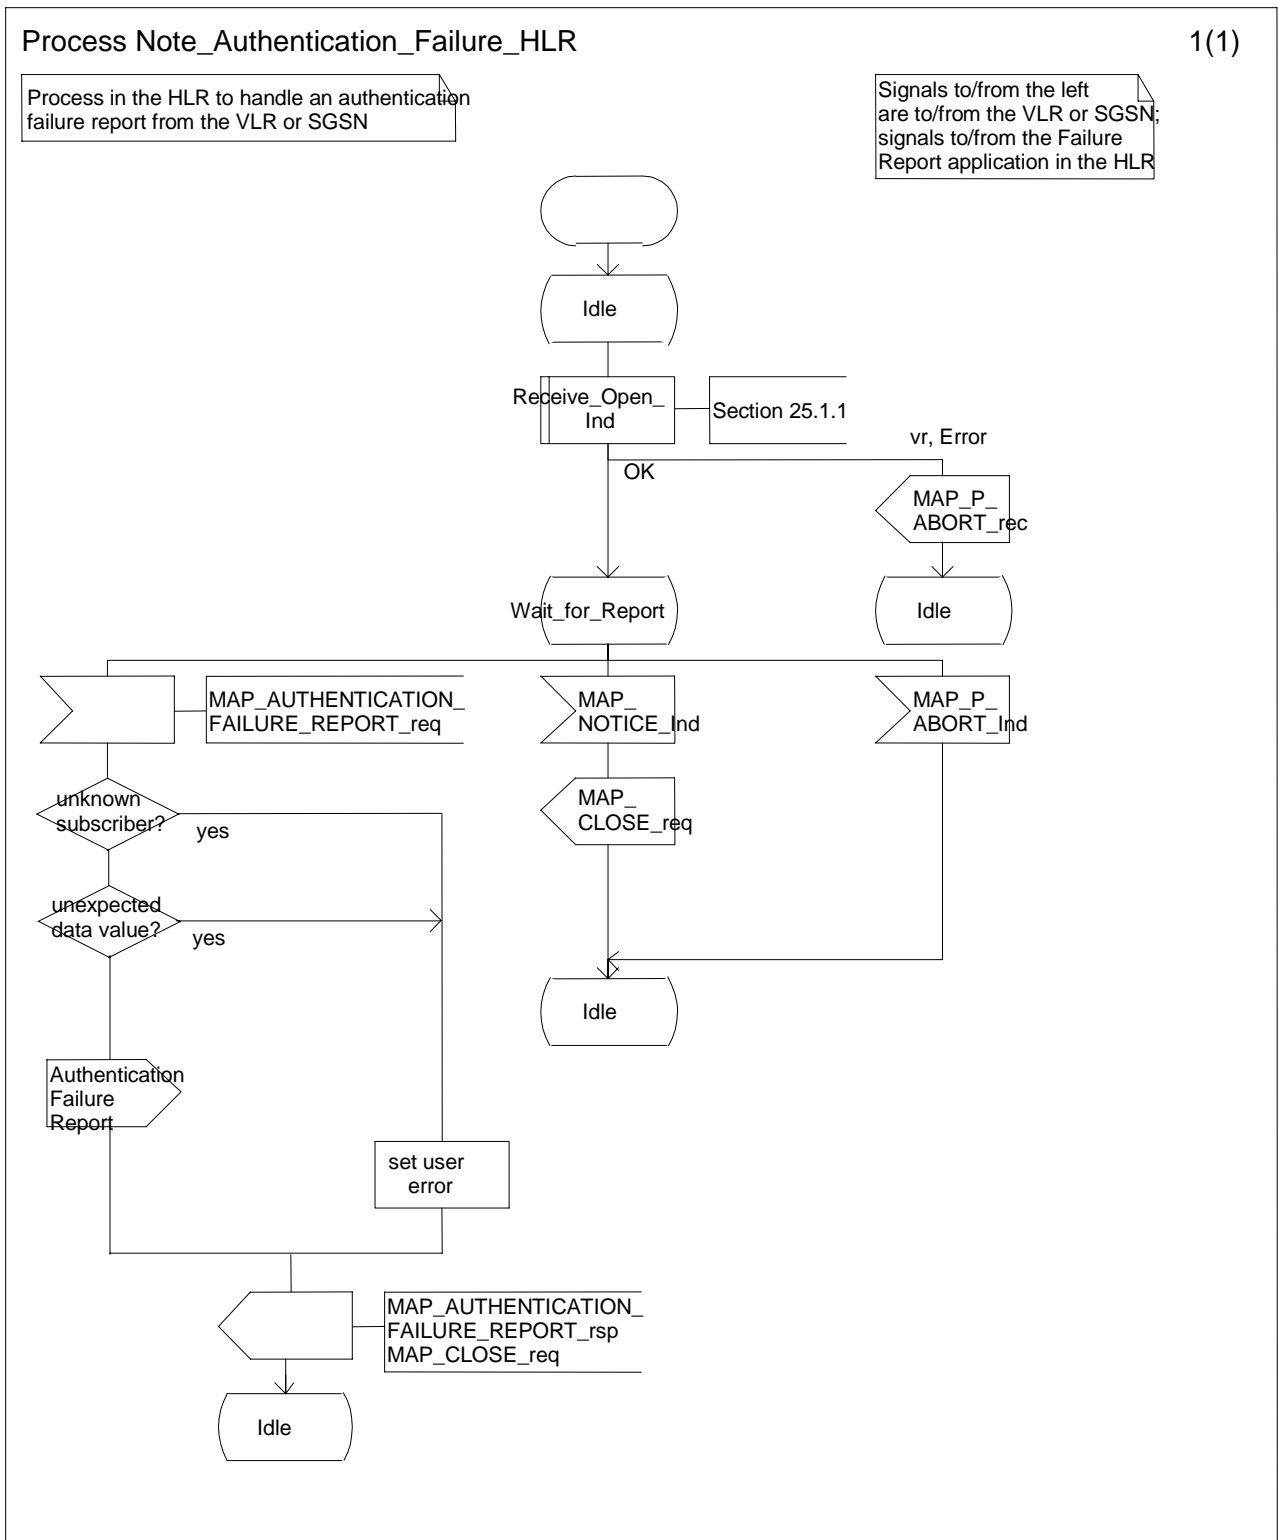 Process Note_Authentication_Failure_HLR
1(1)
Process in the HLR to handle an authentication
failure report from the VLR or SGSN
Signals to/from the left
are to/from the VLR or SGSN;
signals to/from the Failure
Report application in the HLR
Idle
Receive_Open_
Ind
Section 25.1.1
vr, Error
OK
MAP_P_
ABORT_rec
Wait_for_Report
Idle
MAP_AUTHENTICATION_
FAILURE_REPORT_req
MAP_
NOTICE_Ind
MAP_P_
ABORT_Ind
unknown
subscriber?
yes
MAP_
CLOSE_req
unexpected
data value?
yes
Idle
Authentication
Failure
Report
set user
error
MAP_AUTHENTICATION_
FAILURE_REPORT_rsp
MAP_CLOSE_req
Idle